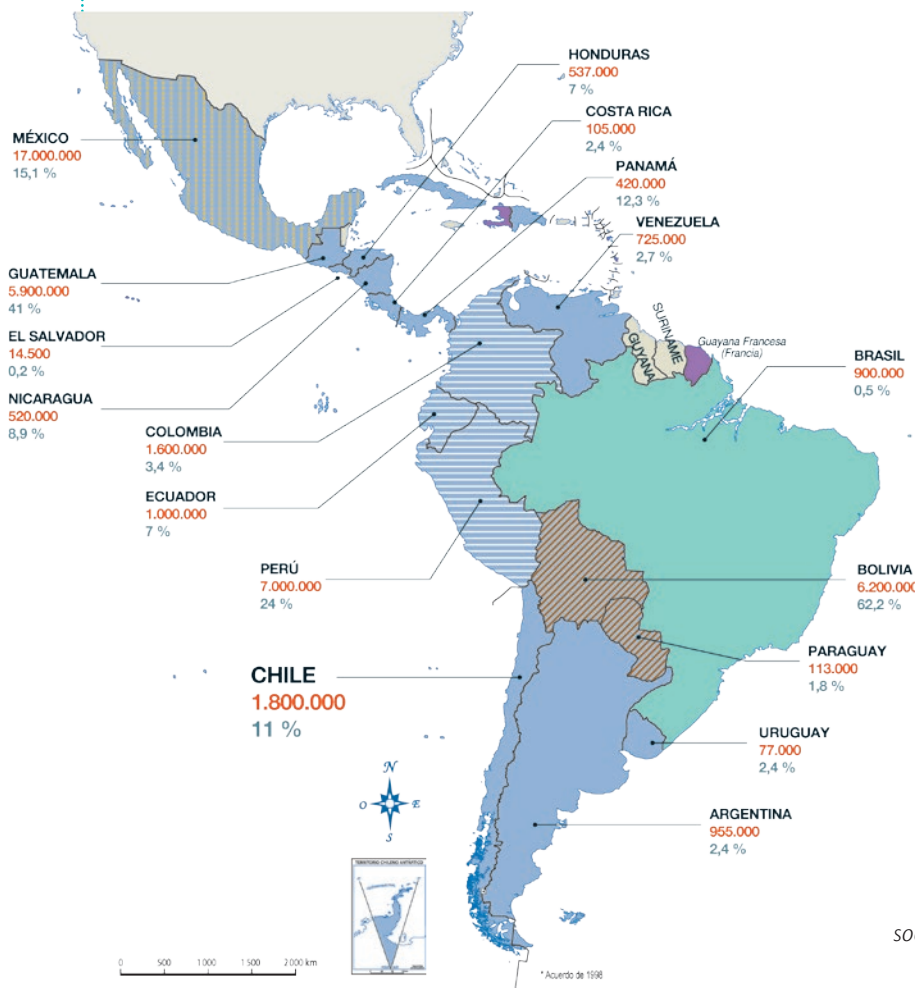 HONDURAS
537.000
7 %
COSTA RICA
105.000
2,4 %
MÉXICO
17.000.000
15,1 %
PANAMÁ
420.000
12,3 %
VENEZUELA
725.000
2,7 %
GUATEMALA
5.900.000
41 %
SURINAME
GUYANA
Guayana Francesa
(Francia)
EL SALVADOR
14.500
0,2 %
BRASIL
900.000
0,5 %
NICARAGUA
520.000
8,9 %
COLOMBIA
1.600.000
3,4 %
ECUADOR
1.000.000
7 %
PERÚ
7.000.000
24 %
BOLIVIA
6.200.000
62,2 %
PARAGUAY
113.000
1,8 %
CHILE
1.800.000
11 %
URUGUAY
77.000
2,4 %
N
O E
S
ARGENTINA
955.000
2,4 %
TERRITORIO CHILENO ANTÁRTICO
SO
0 500 1 000 1 500 2 000 km
* Acuerdo de 1998